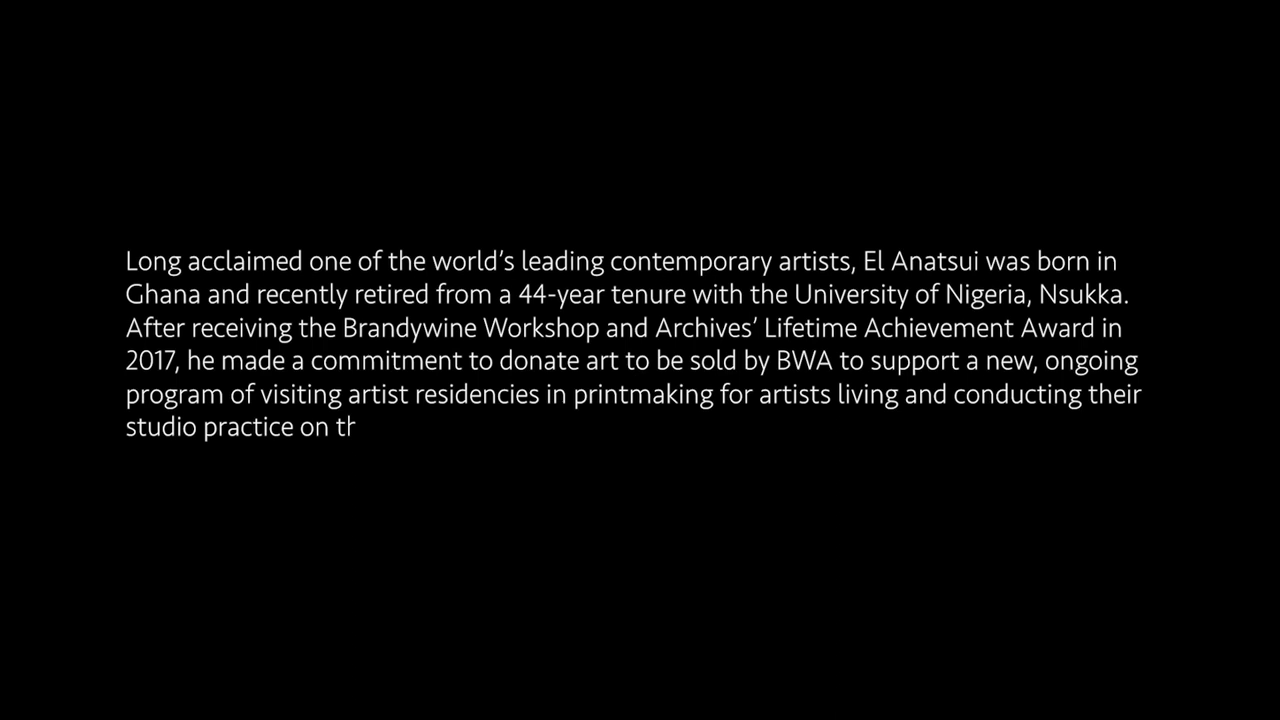 Long acclaimed one of the world’s leading contemporary artists, El Anatsui was born in
Ghana and recently retired from a 44-year tenure with the University of Nigeria, Nsukka.
After receiving the Brandywine Workshop and Archives’ Lifetime Achievement Award in
2017, he made a commitment to donate art to be sold by BWA to support a new, ongoing
program of visiting artist residencies in printmaking for artists living and conducting their
studio practice on th